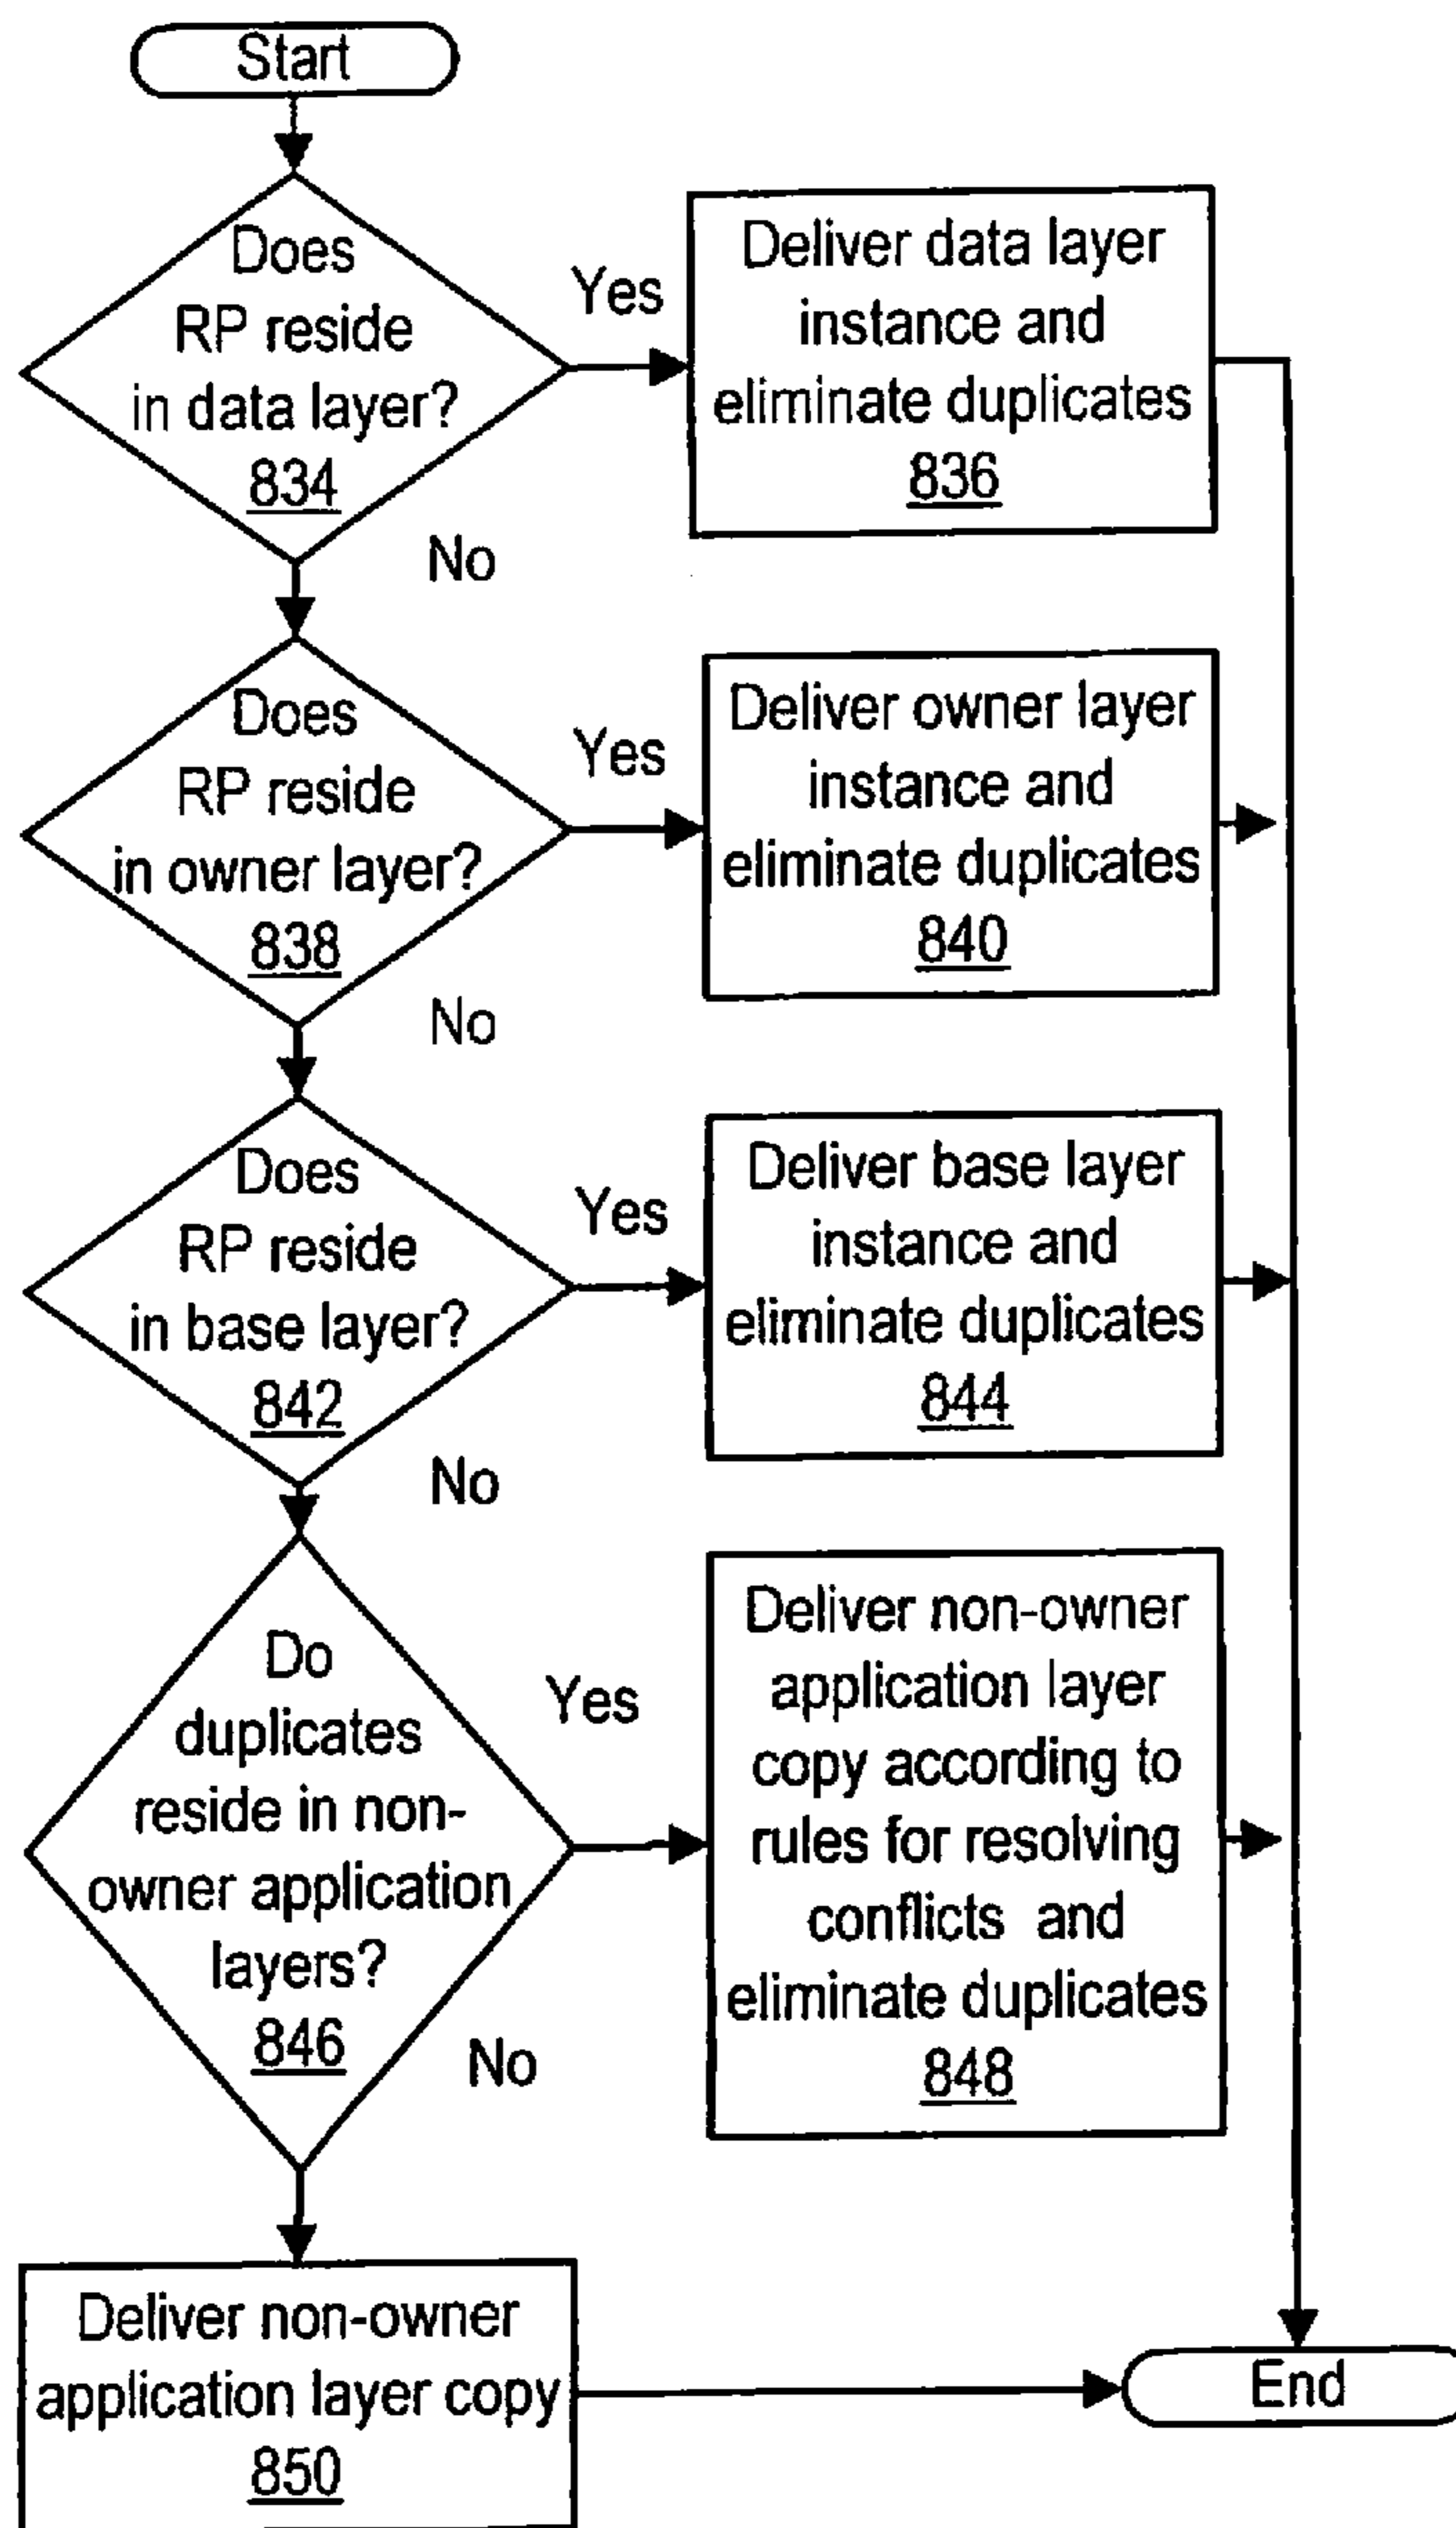 Start
Does
RP reside
in data layer?
834
Yes
Deliver data layer
instance and
eliminate duplicates
836
No
Does
RP reside
in owner layer?
838
Yes
Deliver owner layer
instance and
eliminate duplicates
840
No
Does
RP reside
in base layer?
842
Yes
Deliver base layer
instance and
eliminate duplicates
844
No
Do
duplicates
reside in non-
owner application
layers?
846
Yes
Deliver non-owner
application layer
copy according to
rules for resolving
conflicts and
eliminate duplicates
848
No
Deliver non-owner
application layer copy
850
End